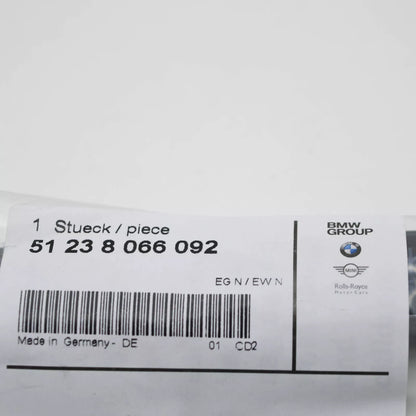 1 Stueck / piece
51 23 8 066 092
EG N / EW N
Made in Germany - DE 01 CD2
BMW
GROUP
MINI
Rolls-Royce
Motor Cars